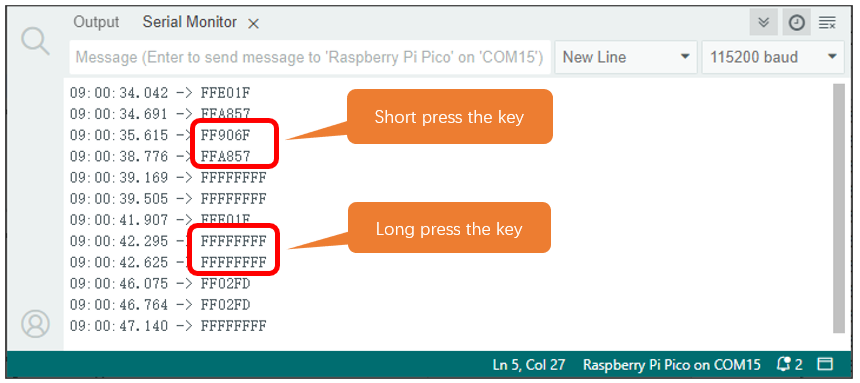 Output Serial Monitor
Message (Enter to send message to 'Raspberry Pi Pico' on 'COM15') New Line 115200 baud
09:00:34.042 -> FFE01F
09:00:34.691 -> FFA857
09:00:35.615 -> FF906F
09:00:38.776 -> FFA857
09:00:39.169 -> FFFFFFFF
09:00:39.505 -> FFFFFFFF
09:00:41.907 -> FFE01F
09:00:42.295 -> FFFFFFFF
09:00:42.625 -> FFFFFFFF
09:00:46.075 -> FF02FD
09:00:46.764 -> FF02FD
09:00:47.140 -> FFFFFFFF
Short press the key
Long press the key
Ln 5, Col 27 Raspberry Pi Pico on COM15 2